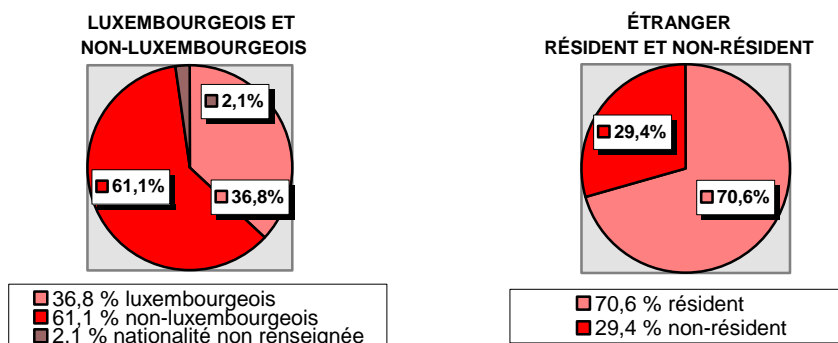 LUXEMBOURGEOIS ET
NON-LUXEMBOURGEOIS
2,1%
61,1%
36,8%
36,8 % luxembourgeois
61,1 % non-luxembourgeois
2,1 % nationalité non renseignée
ÉTRANGER
RÉSIDENT ET NON-RÉSIDENT
29,4%
70,6%
70,6 % résident
29,4 % non-résident